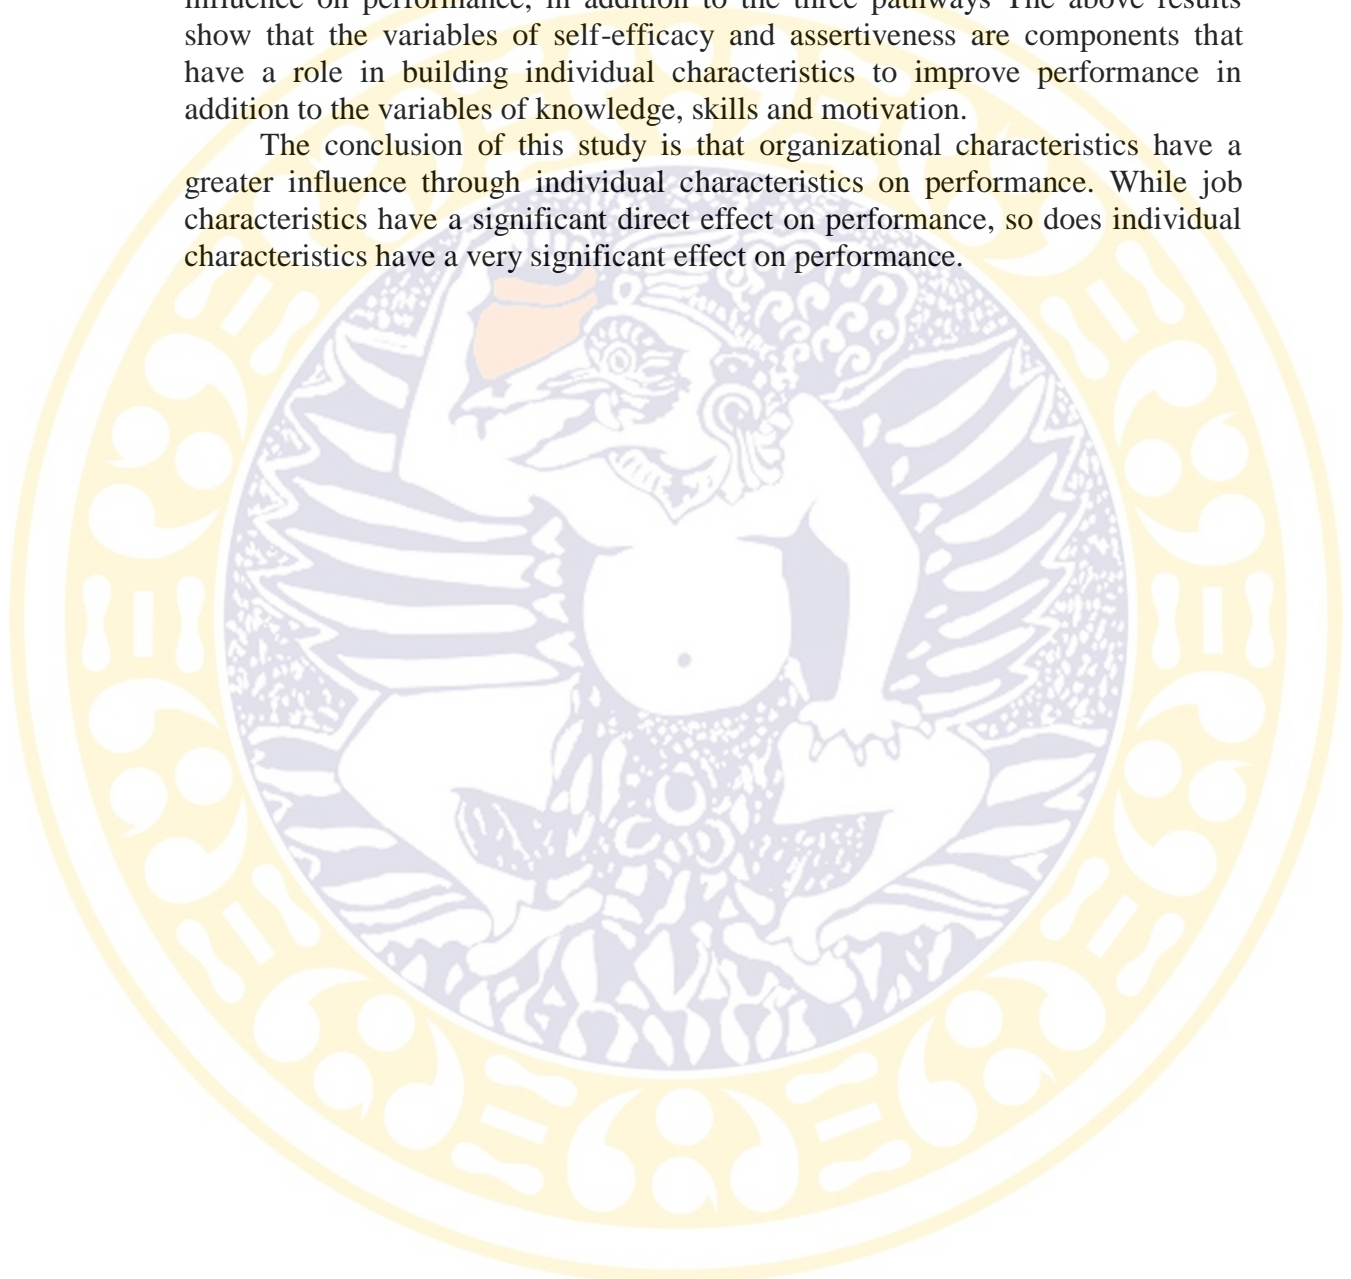 influence on performance, in addition to the three pathways The above results
show that the variables of self-efficacy and assertiveness are components that
have a role in building individual characteristics to improve performance in
addition to the variables of knowledge, skills and motivation.
The conclusion of this study is that organizational characteristics have a
greater influence through individual characteristics on performance. While job
characteristics have a significant direct effect on performance, so does individual
characteristics have a very significant effect on performance.